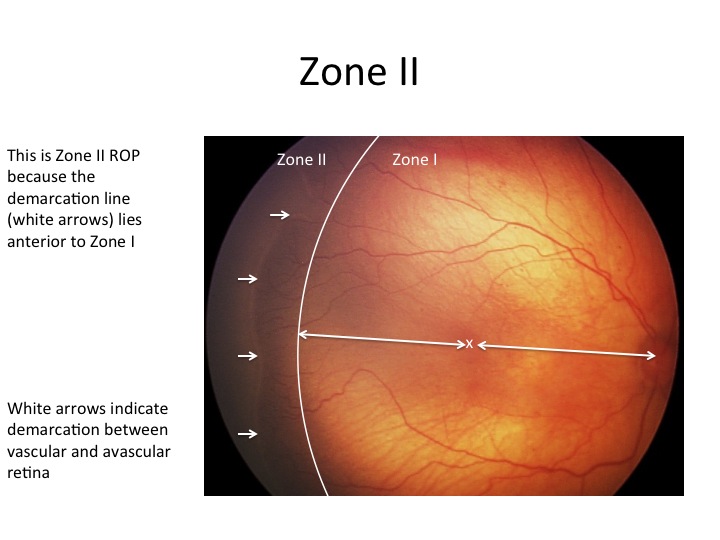 Zone II
This is Zone II ROP
because the
demarcation line
(white arrows) lies
anterior to Zone I
Zone II
Zone I
x
White arrows indicate
demarcation between
vascular and avascular
retina